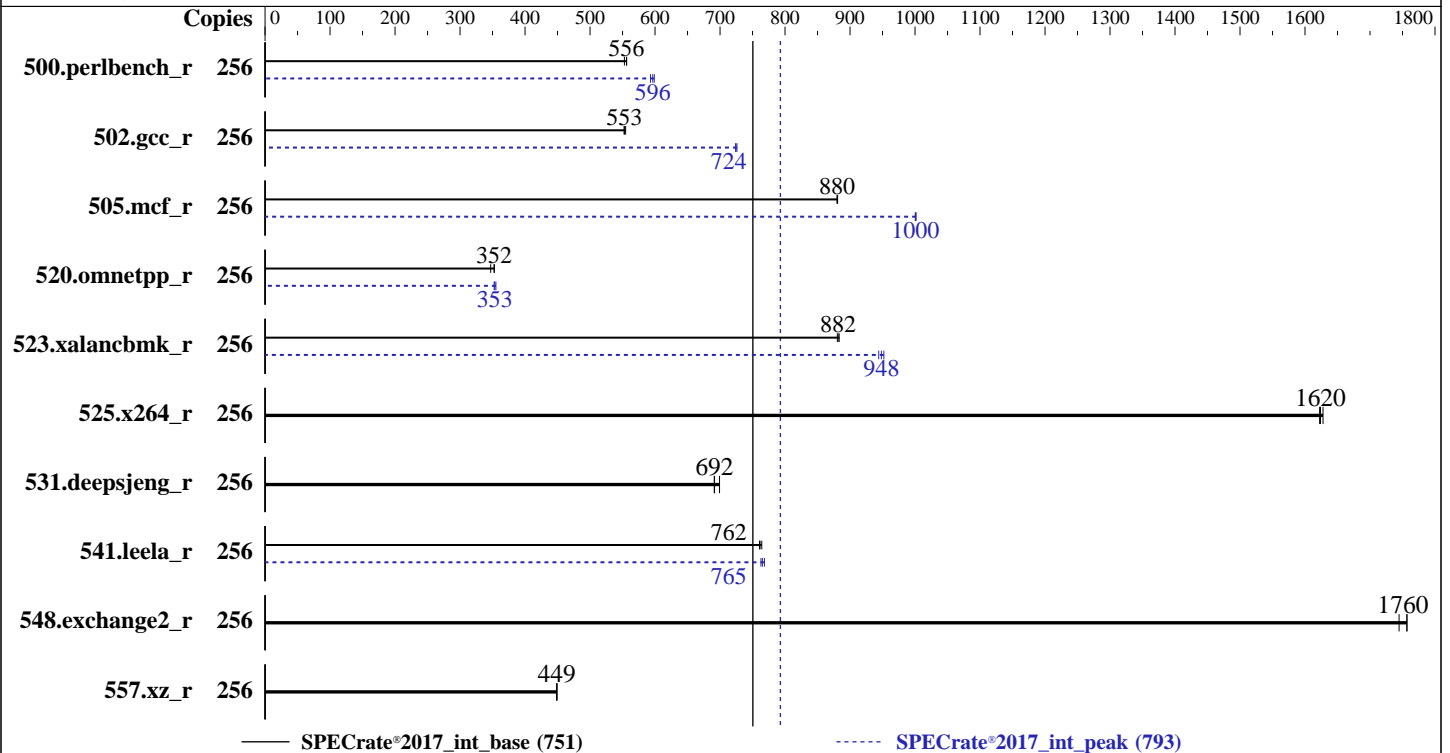 Copies 0 100 200 300 400 500 600 700 800 900 1000 1100 1200 1300 1400 1500 1600 1800
500.perlbench_r 256 556
596
502.gcc_r 256 553
724
505.mcf_r 256 880
1000
520.omnetpp_r 256 352
353
523.xalancbmk_r 256 882
948
525.x264_r 256 1620
531.deepsjeng_r 256 692
541.leela_r 256 762
765
548.exchange2_r 256 1760
557.xz_r 256 449
SPECrate®2017_int_base (751) SPECrate®2017_int_peak (793)